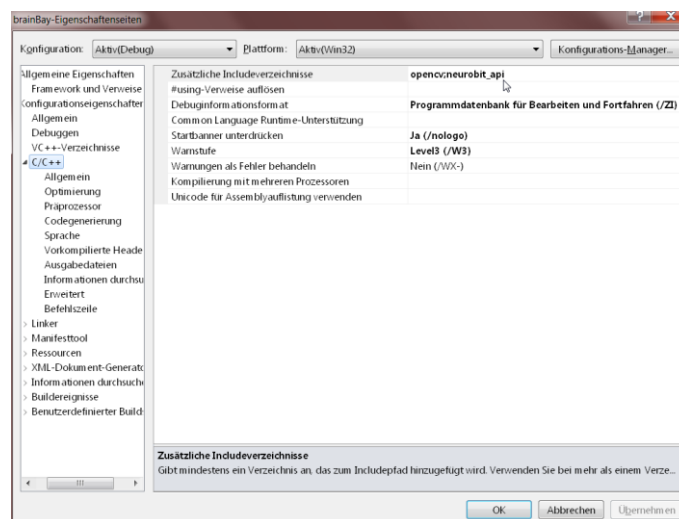 brainBay-Eigenschaftenseiten
Konfiguration: Aktiv(Debug) Plattform: Aktiv(Win32) Konfigurations-Manager...
Allgemeine Eigenschaften
Framework und Verweise
Konfigurationseigenschaften
Allgemein
Debuggen
VC++-Verzeichnisse
C/C++
Allgemein
Optimierung
Präprozessor
Codegenerierung
Sprache
Vorkompilierte Heade
Ausgabedateien
Informationen durchsu
Erweitert
Befehlszeile
Linker
Manifesttool
Ressourcen
XML-Dokument-Generato
Informationen durchsuche
Buildereignisse
Benutzerdefinierter Build
Zusätzliche Includeverzeichnisse opencv;neurobit_api
#using-Verweise auflösen
Debuginformationsformat Programmdatenbank für Bearbeiten und Fortfahren (/ZI)
Common Language Runtime-Unterstützung
Startbanner unterdrücken Ja (/nologo)
Warnstufe Level3 (/W3)
Warnungen als Fehler behandeln Nein (/WX-)
Kompilierung mit mehreren Prozessoren
Unicode für Assemblyauflistung verwenden
Zusätzliche Includeverzeichnisse
Gibt mindestens ein Verzeichnis an, das zum Includepfad hinzugefügt wird. Verwenden Sie bei mehr als einem Verze...
OK Abbrechen Übernehmen